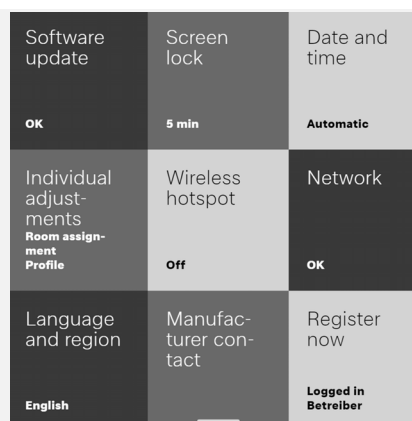 Software
update
OK
Screen
lock
5 min
Date and
time
Automatic
Individual
adjust-
ments
Room assign-
ment
Profile
Wireless
hotspot
Off
Network
OK
Language
and region
English
Manufac-
turer con-
tact
Register
now
Logged in
Betreiber